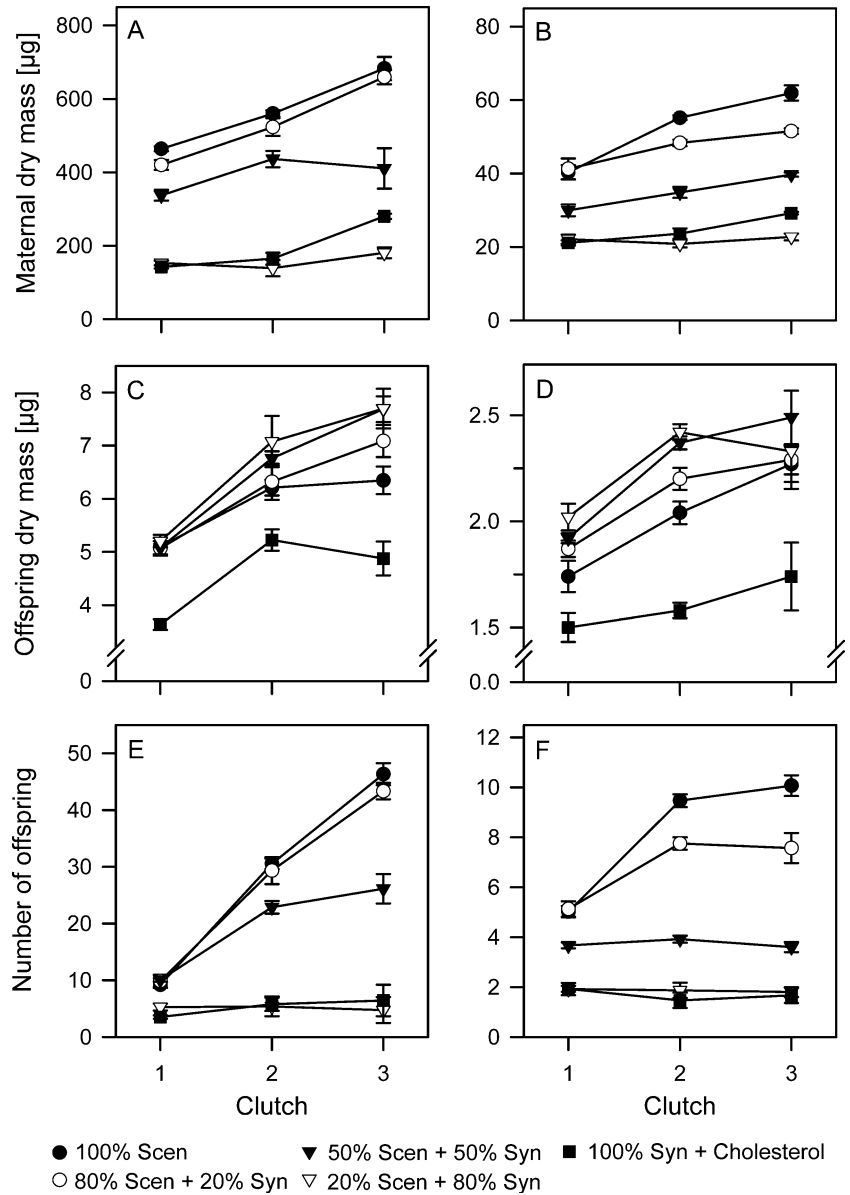 A
B
Maternal dry mass [µg]
800
600
400
200
0
80
60
40
20
0
C
D
Offspring dry mass [µg]
8
7
6
5
4
0
2.5
2.0
1.5
0.0
E
F
Number of offspring
50
40
30
20
10
0
12
10
8
6
4
2
0
1 2 3
1 2 3
Clutch
Clutch
100% Scen
50% Scen + 50% Syn
100% Syn + Cholesterol
80% Scen + 20% Syn
20% Scen + 80% Syn